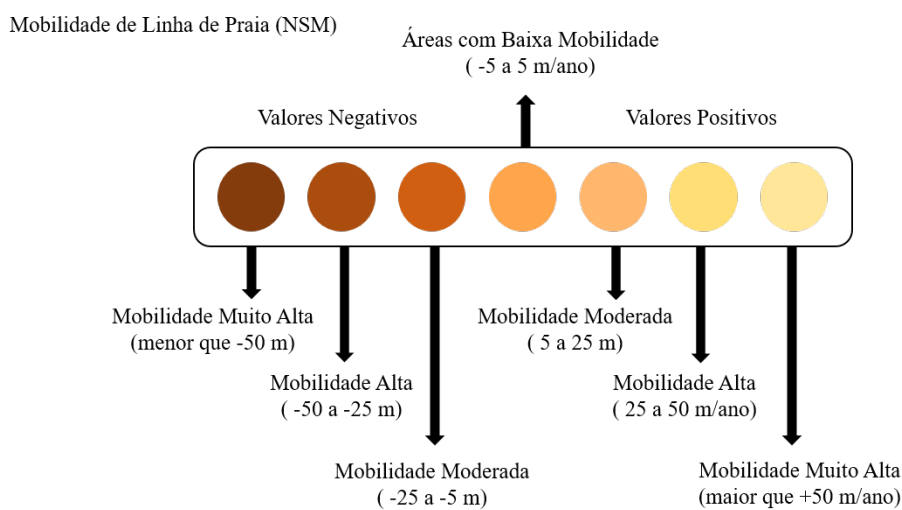 Mobilidade de Linha de Praia (NSM)
Áreas com Baixa Mobilidade
( -5 a 5 m/ano)
Valores Negativos
Valores Positivos
Mobilidade Muito Alta
(menor que -50 m)
Mobilidade Moderada
( 5 a 25 m)
Mobilidade Alta
( -50 a -25 m)
Mobilidade Alta
( 25 a 50 m/ano)
Mobilidade Moderada
( -25 a -5 m)
Mobilidade Muito Alta
(maior que +50 m/ano)